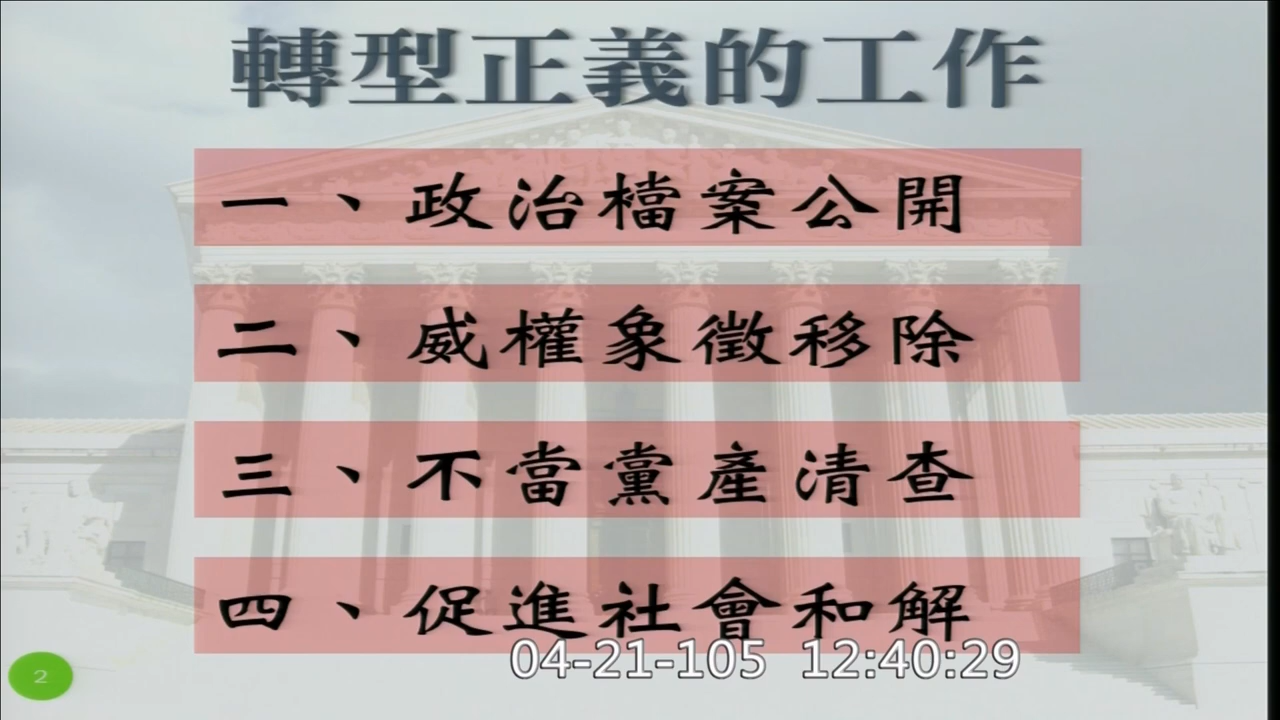 轉型正義的工作
一、政治檔案公開
二、威權象徵移除
三、不當黨產清查
四、促進社會和解
04-21-105 12:40:29
2